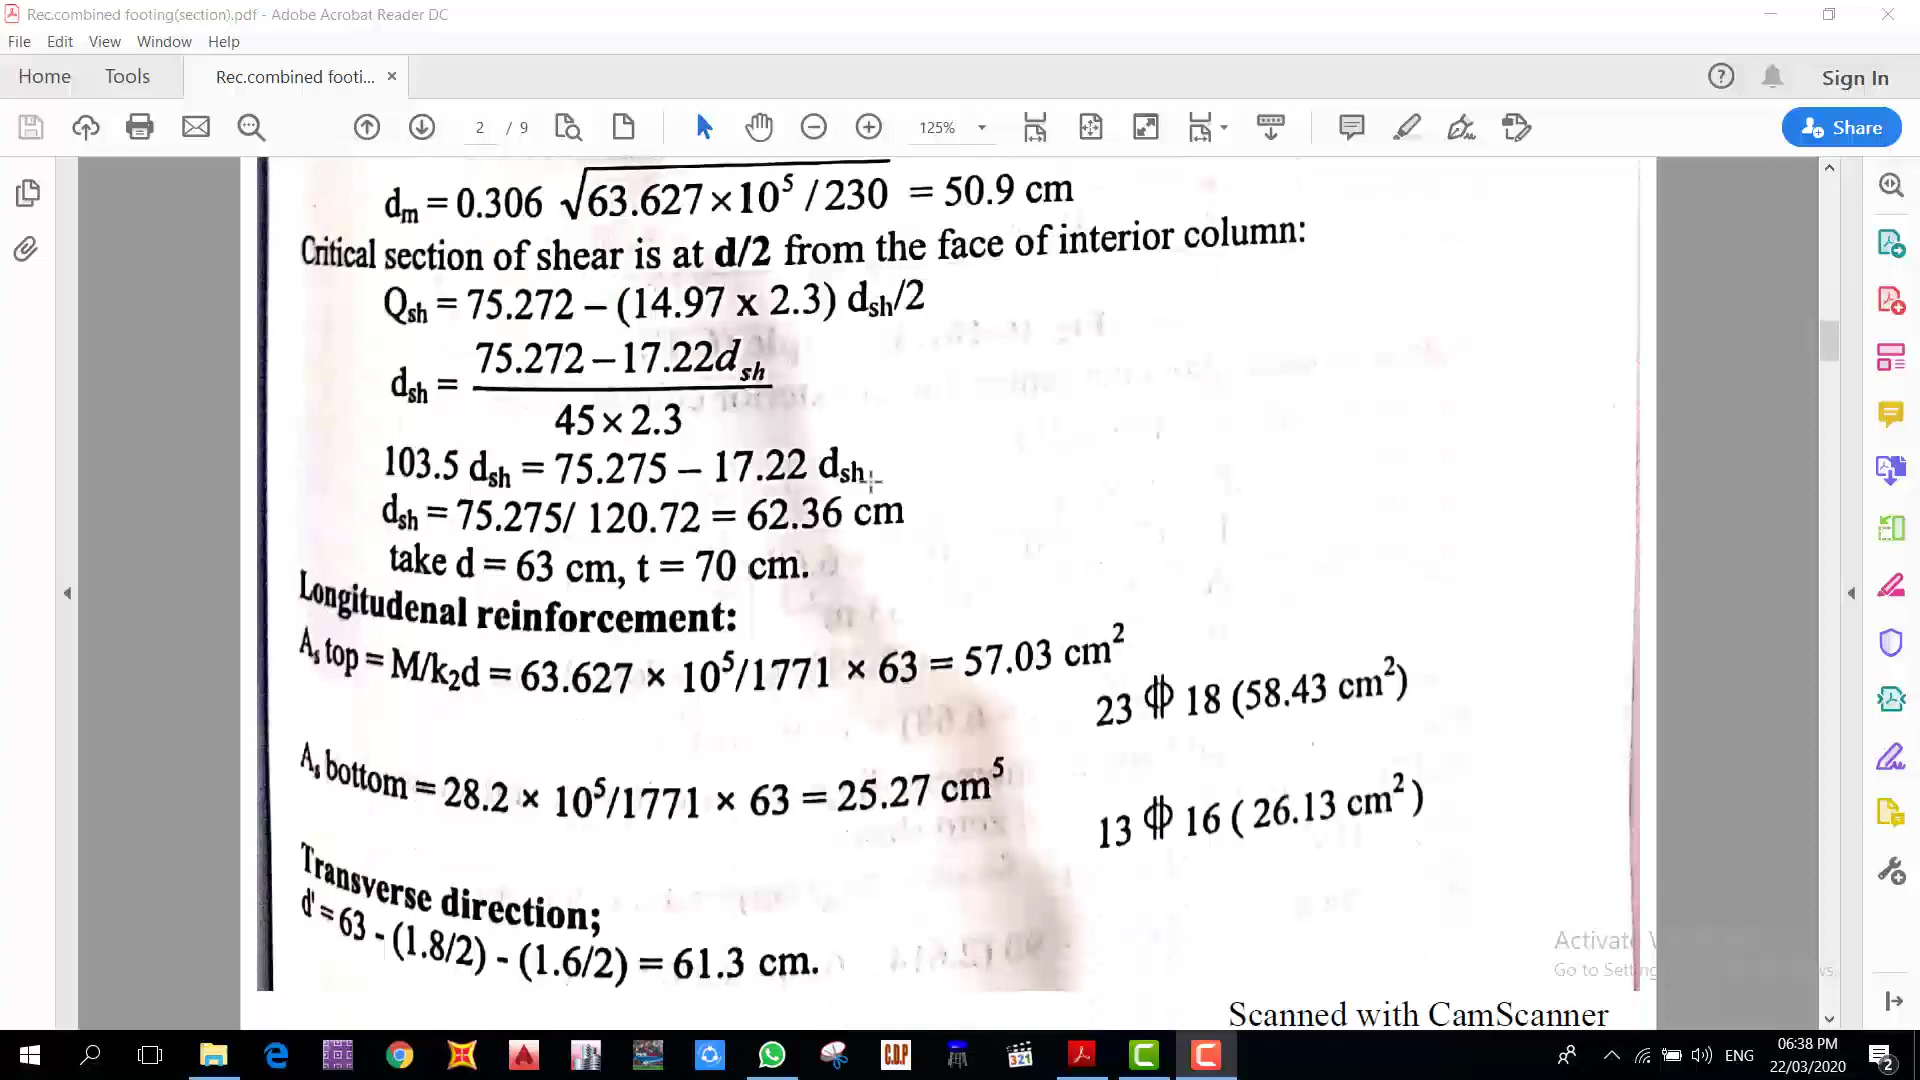 Rec.combined footing(section).pdf - Adobe Acrobat Reader DC
File Edit View Window Help
Home Tools Rec.combined footi... × Sign In
2 / 9 125% Share
dm = 0.306 √63.627×10⁵ /230 = 50.9 cm
Critical section of shear is at d/2 from the face of interior column:
Qsh = 75.272 – (14.97 x 2.3) dsh/2
dsh = 75.272 – 17.22dsh
45 × 2.3
103.5 dsh = 75.275 – 17.22 dsh
dsh = 75.275/ 120.72 = 62.36 cm
take d = 63 cm, t = 70 cm.
Longitudenal reinforcement:
As top = M/k₂d = 63.627 × 10⁵/1771 × 63 = 57.03 cm²
23 ф 18 (58.43 cm²)
As bottom = 28.2 × 10⁵/1771 × 63 = 25.27 cm⁵
13 ф 16 ( 26.13 cm² )
Transverse direction;
d' = 63 - (1.8/2) - (1.6/2) = 61.3 cm.
Activate
Go to
Scanned with CamScanner
C.D.P 321 ENG 06:38 PM
22/03/2020 2